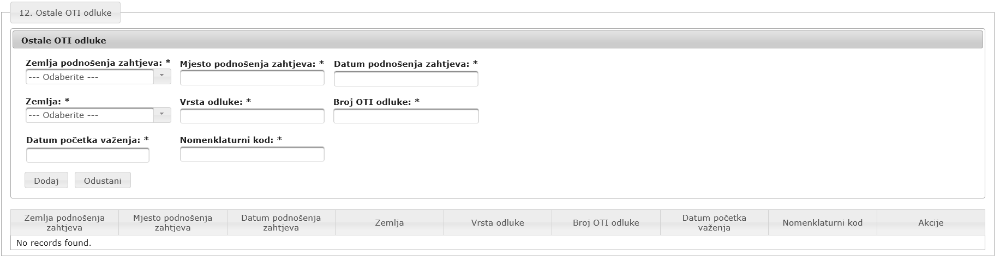 12. Ostale OTI odluke
Ostale OTI odluke
Zemlja podnošenja zahtjeva: * Mjesto podnošenja zahtjeva: * Datum podnošenja zahtjeva: *
--- Odaberite ---
Zemlja: * Vrsta odluke: * Broj OTI odluke: *
--- Odaberite ---
Datum početka važenja: * Nomenklaturni kod: *
Dodaj Odustani
Zemlja podnošenja zahtjeva Mjesto podnošenja zahtjeva Datum podnošenja zahtjeva Zemlja Vrsta odluke Broj OTI odluke Datum početka važenja Nomenklaturni kod Akcije
No records found.